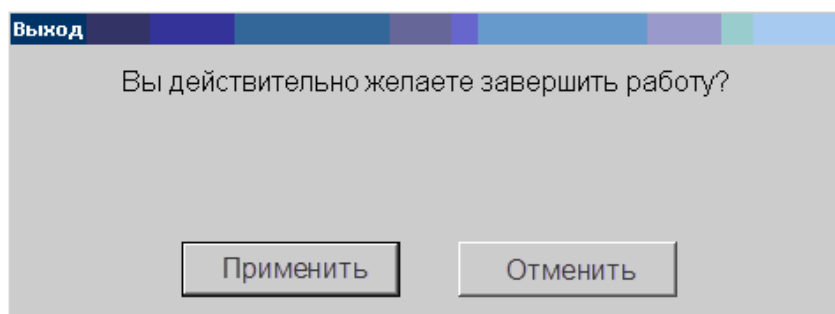 Выход
Вы действительно желаете завершить работу?
Применить
Отменить